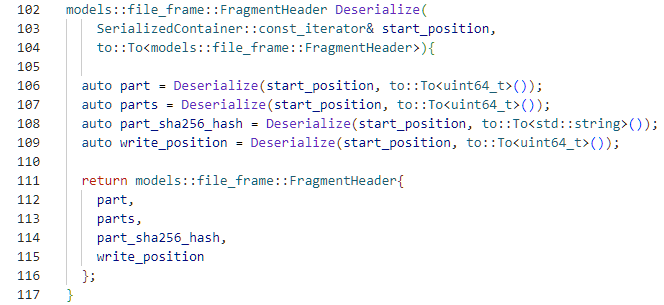 102 models::file_frame::FragmentHeader Deserialize(
103     SerializedContainer::const_iterator& start_position,
104     to::To<models::file_frame::FragmentHeader>){
105
106   auto part = Deserialize(start_position, to::To<uint64_t>());
107   auto parts = Deserialize(start_position, to::To<uint64_t>());
108   auto part_sha256_hash = Deserialize(start_position, to::To<std::string>());
109   auto write_position = Deserialize(start_position, to::To<uint64_t>());
110
111   return models::file_frame::FragmentHeader{
112     part,
113     parts,
114     part_sha256_hash,
115     write_position
116   };
117 }